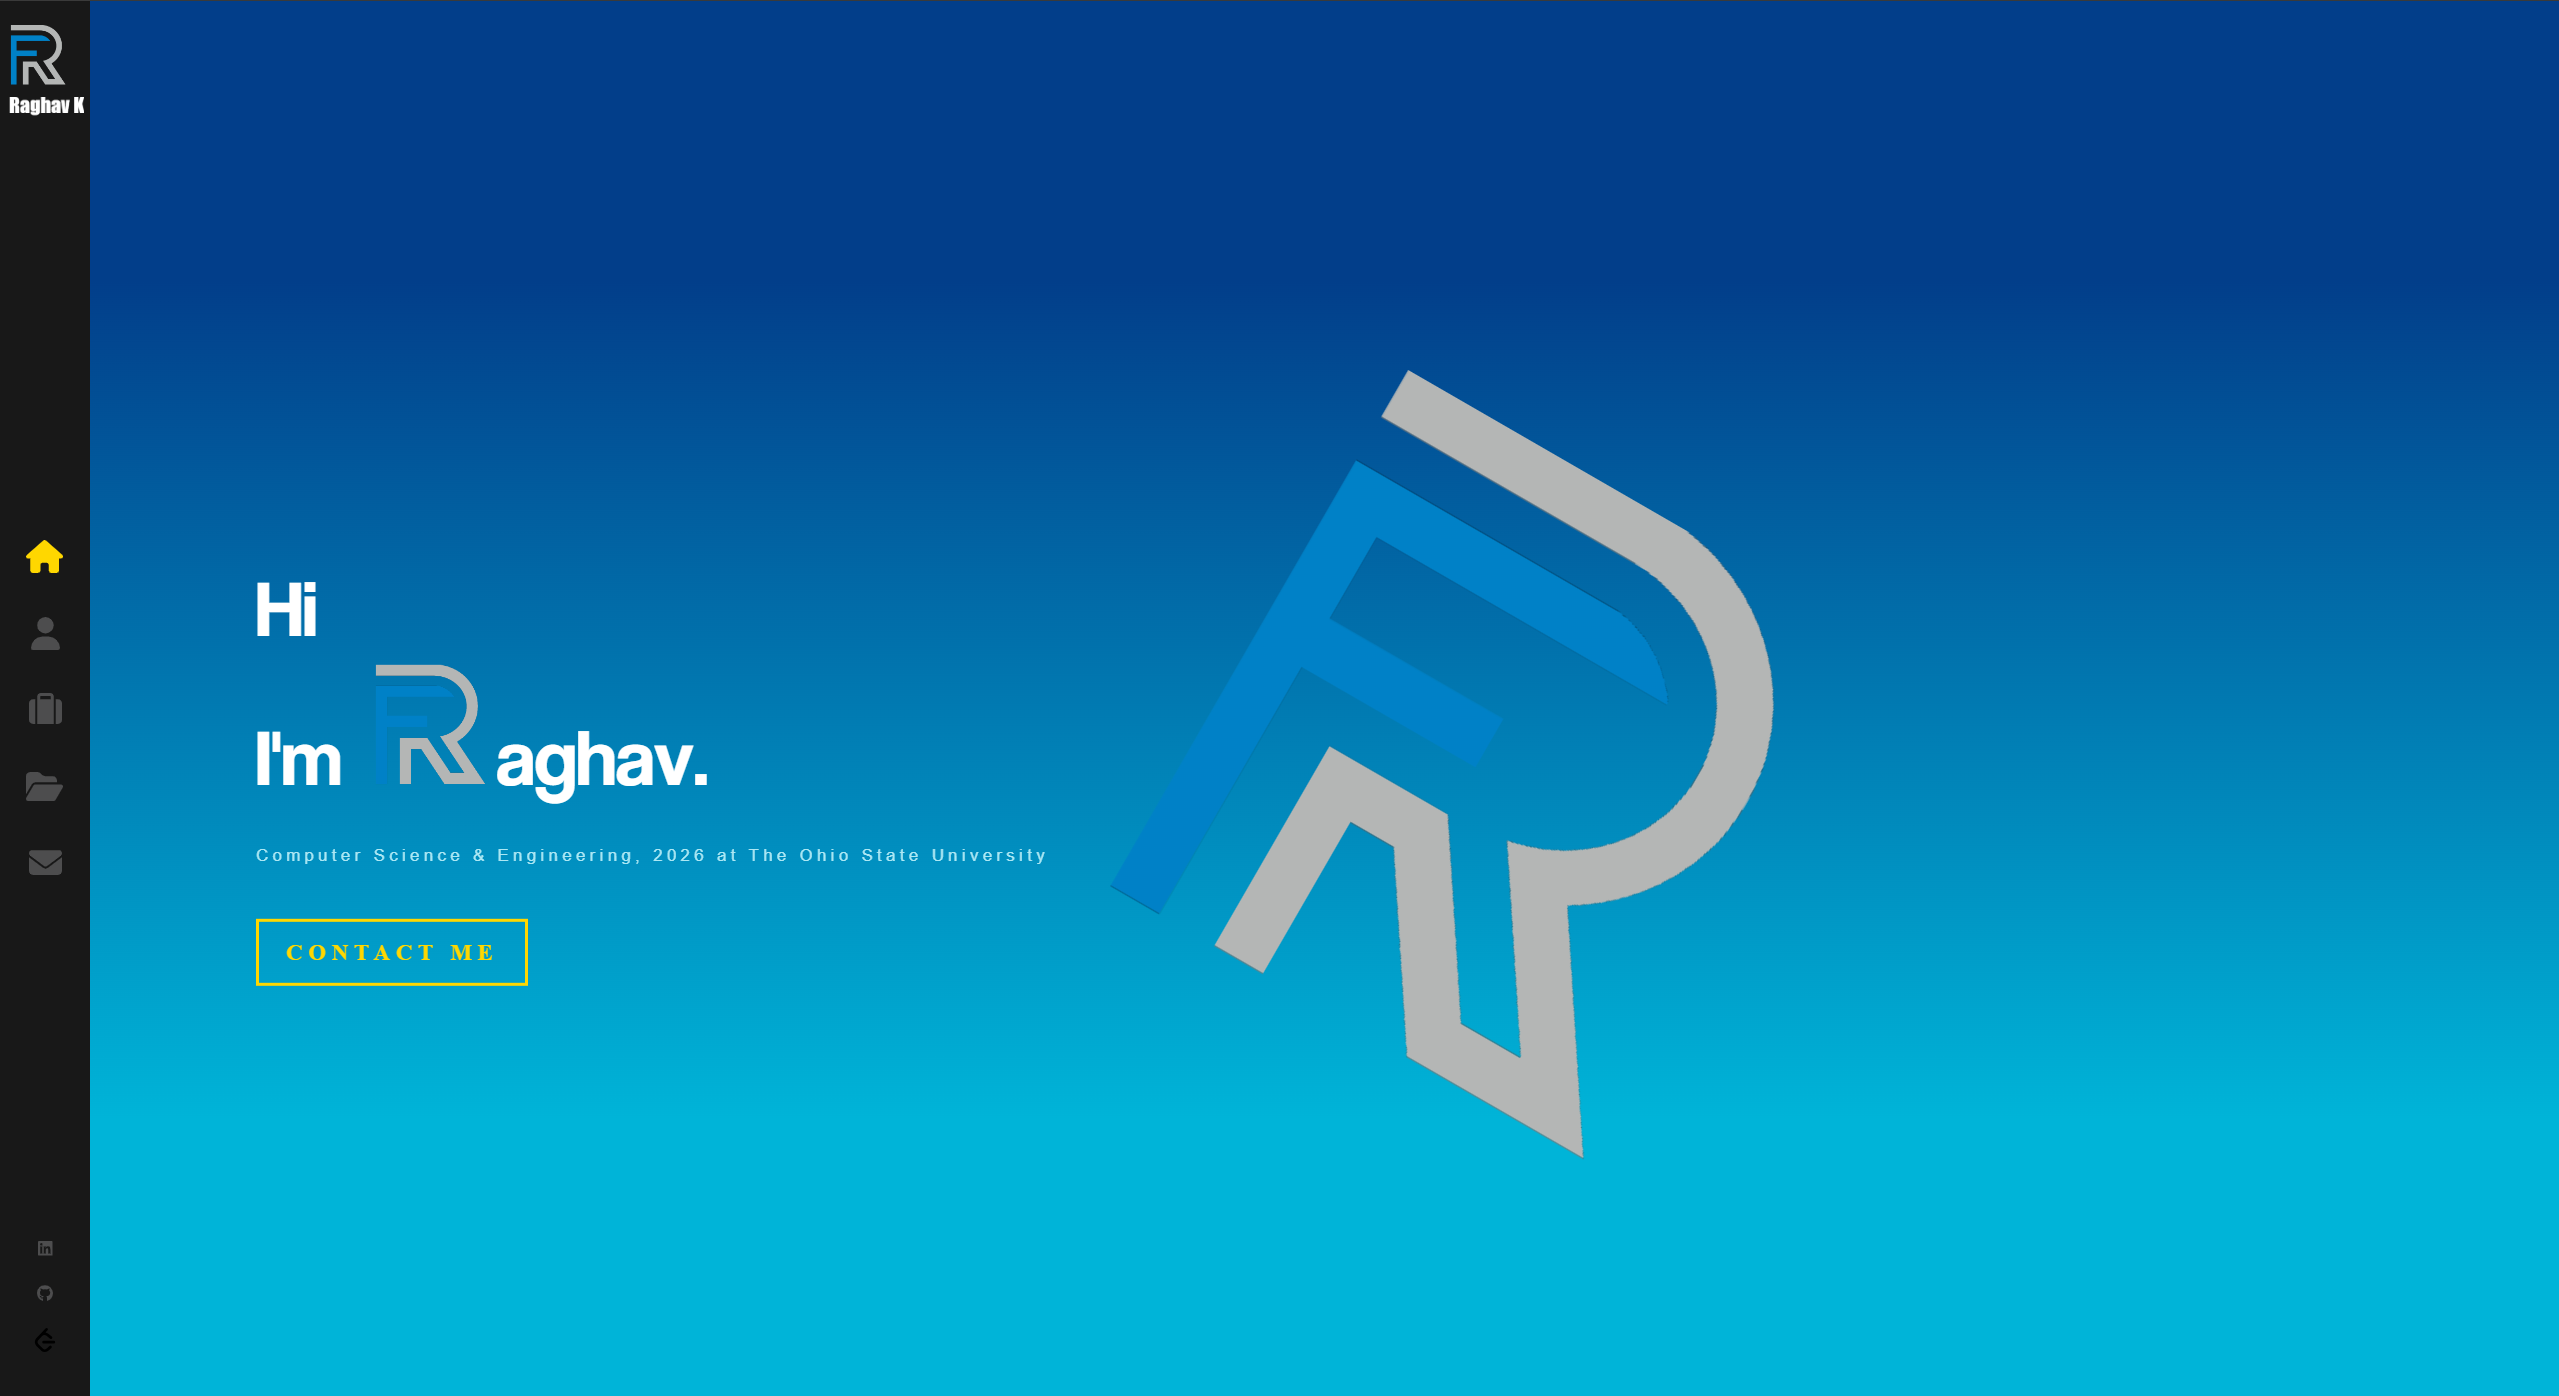 Raghav K
Hi
I'm Raghav.
Computer Science & Engineering, 2026 at The Ohio State University
CONTACT ME